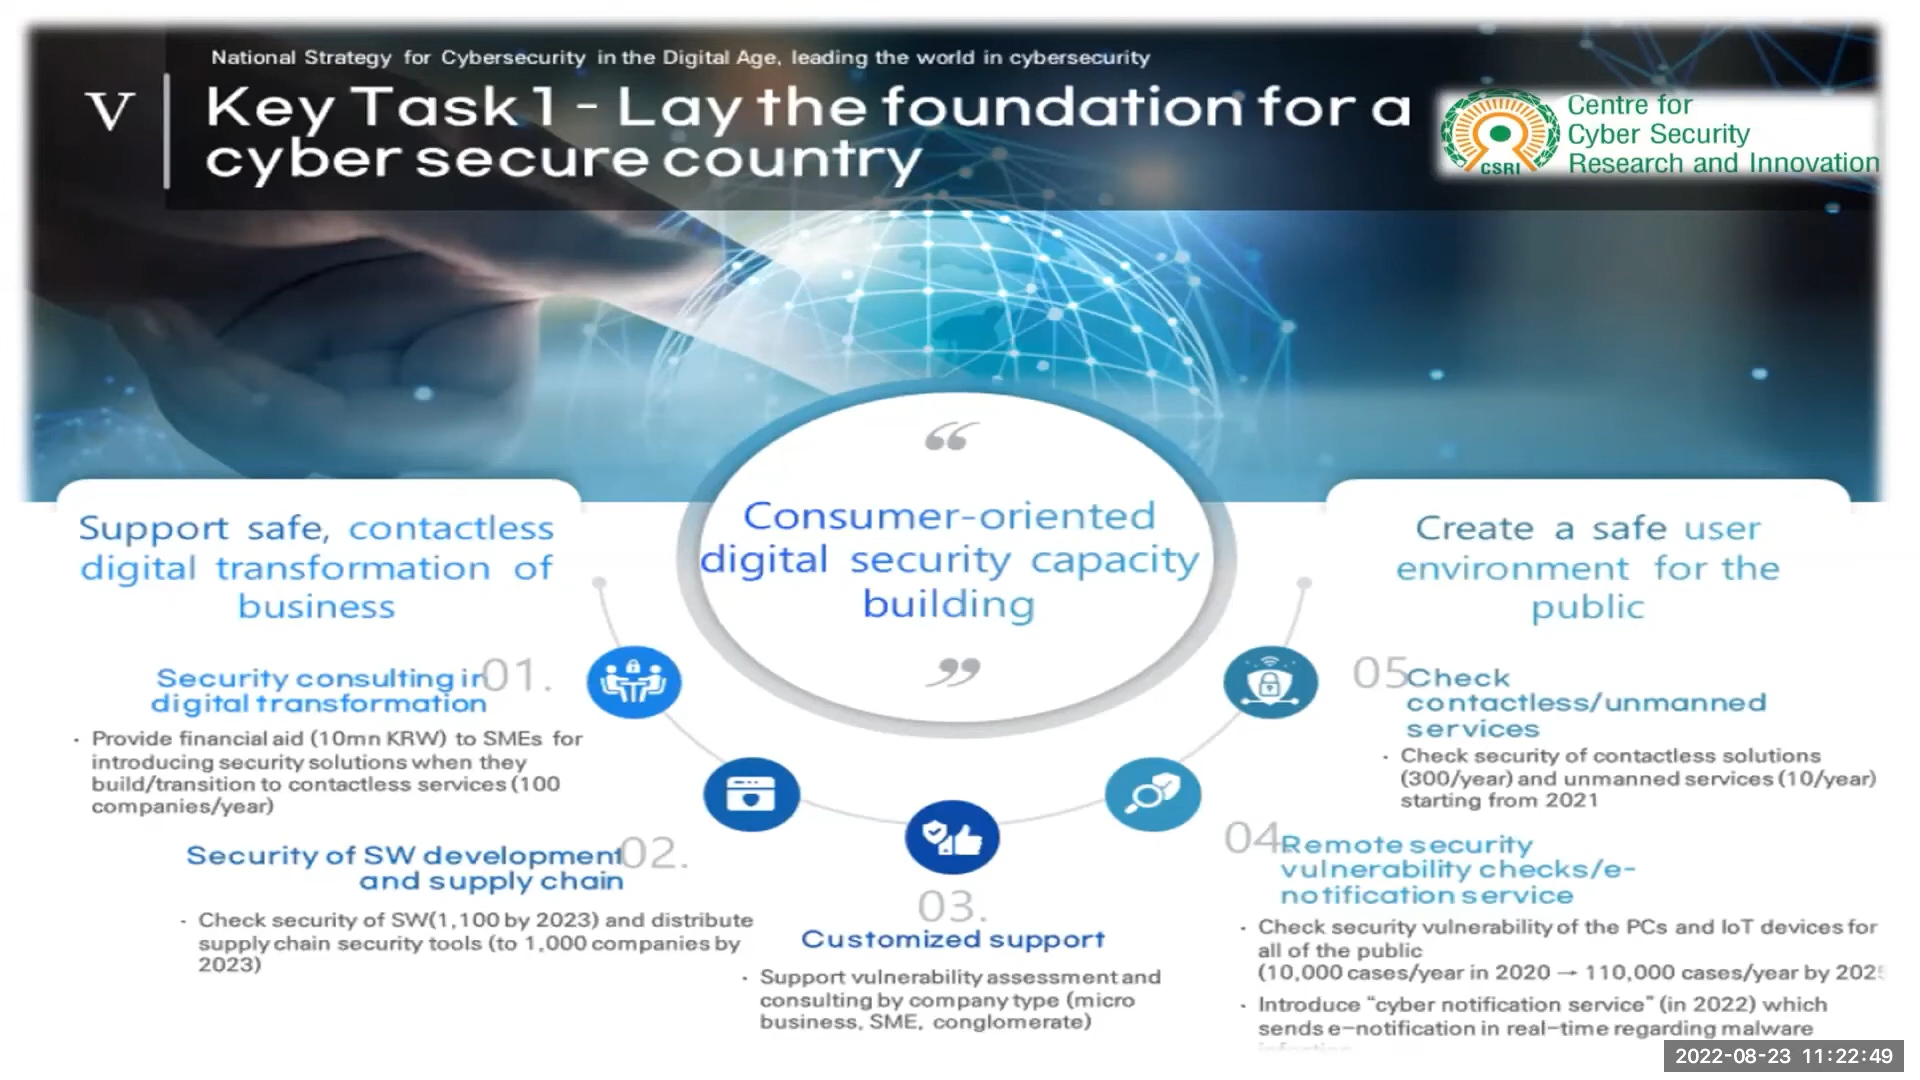 National Strategy for Cybersecurity in the Digital Age, leading the world in cybersecurity
V
Key Task 1 - Lay the foundation for a
cyber secure country
Centre for
Cyber Security
Research and Innovation
CSRI
Support safe, contactless
digital transformation of
business
“
Consumer-oriented
digital security capacity
building
”
Create a safe user
environment for the
public
01.
Security consulting in
digital transformation
· Provide financial aid (10mn KRW) to SMEs for
introducing security solutions when they
build/transition to contactless services (100
companies/year)
02.
Security of SW development
and supply chain
· Check security of SW(1,100 by 2023) and distribute
supply chain security tools (to 1,000 companies by
2023)
03.
Customized support
· Support vulnerability assessment and
consulting by company type (micro
business, SME, conglomerate)
04.
Remote security
vulnerability checks/e-
notification service
· Check security vulnerability of the PCs and IoT devices for
all of the public
(10,000 cases/year in 2020 → 110,000 cases/year by 2025
· Introduce “cyber notification service” (in 2022) which
sends e-notification in real-time regarding malware
05
Check
contactless/unmanned
services
· Check security of contactless solutions
(300/year) and unmanned services (10/year)
starting from 2021
2022-08-23 11:22:49